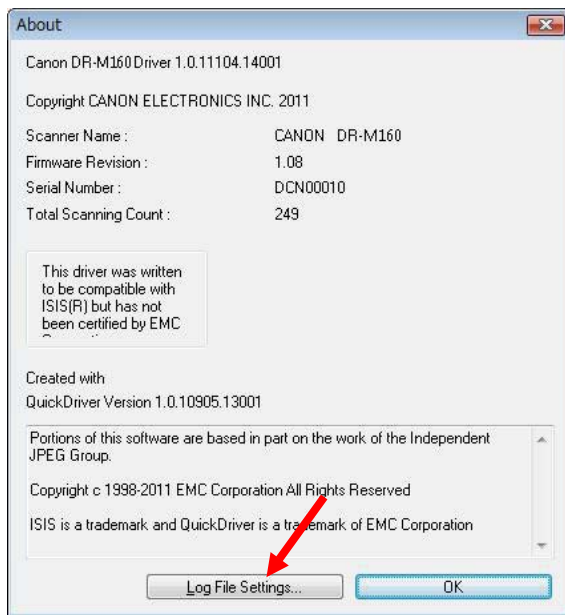 About
Canon DR-M160 Driver 1.0.11104.14001
Copyright CANON ELECTRONICS INC. 2011
Scanner Name : CANON DR-M160
Firmware Revision : 1.08
Serial Number : DCN00010
Total Scanning Count : 249
This driver was written
to be compatible with
ISIS(R) but has not
been certified by EMC
Created with
QuickDriver Version 1.0.10905.13001
Portions of this software are based in part on the work of the Independent
JPEG Group.
Copyright c 1998-2011 EMC Corporation All Rights Reserved
ISIS is a trademark and QuickDriver is a trademark of EMC Corporation
Log File Settings... OK